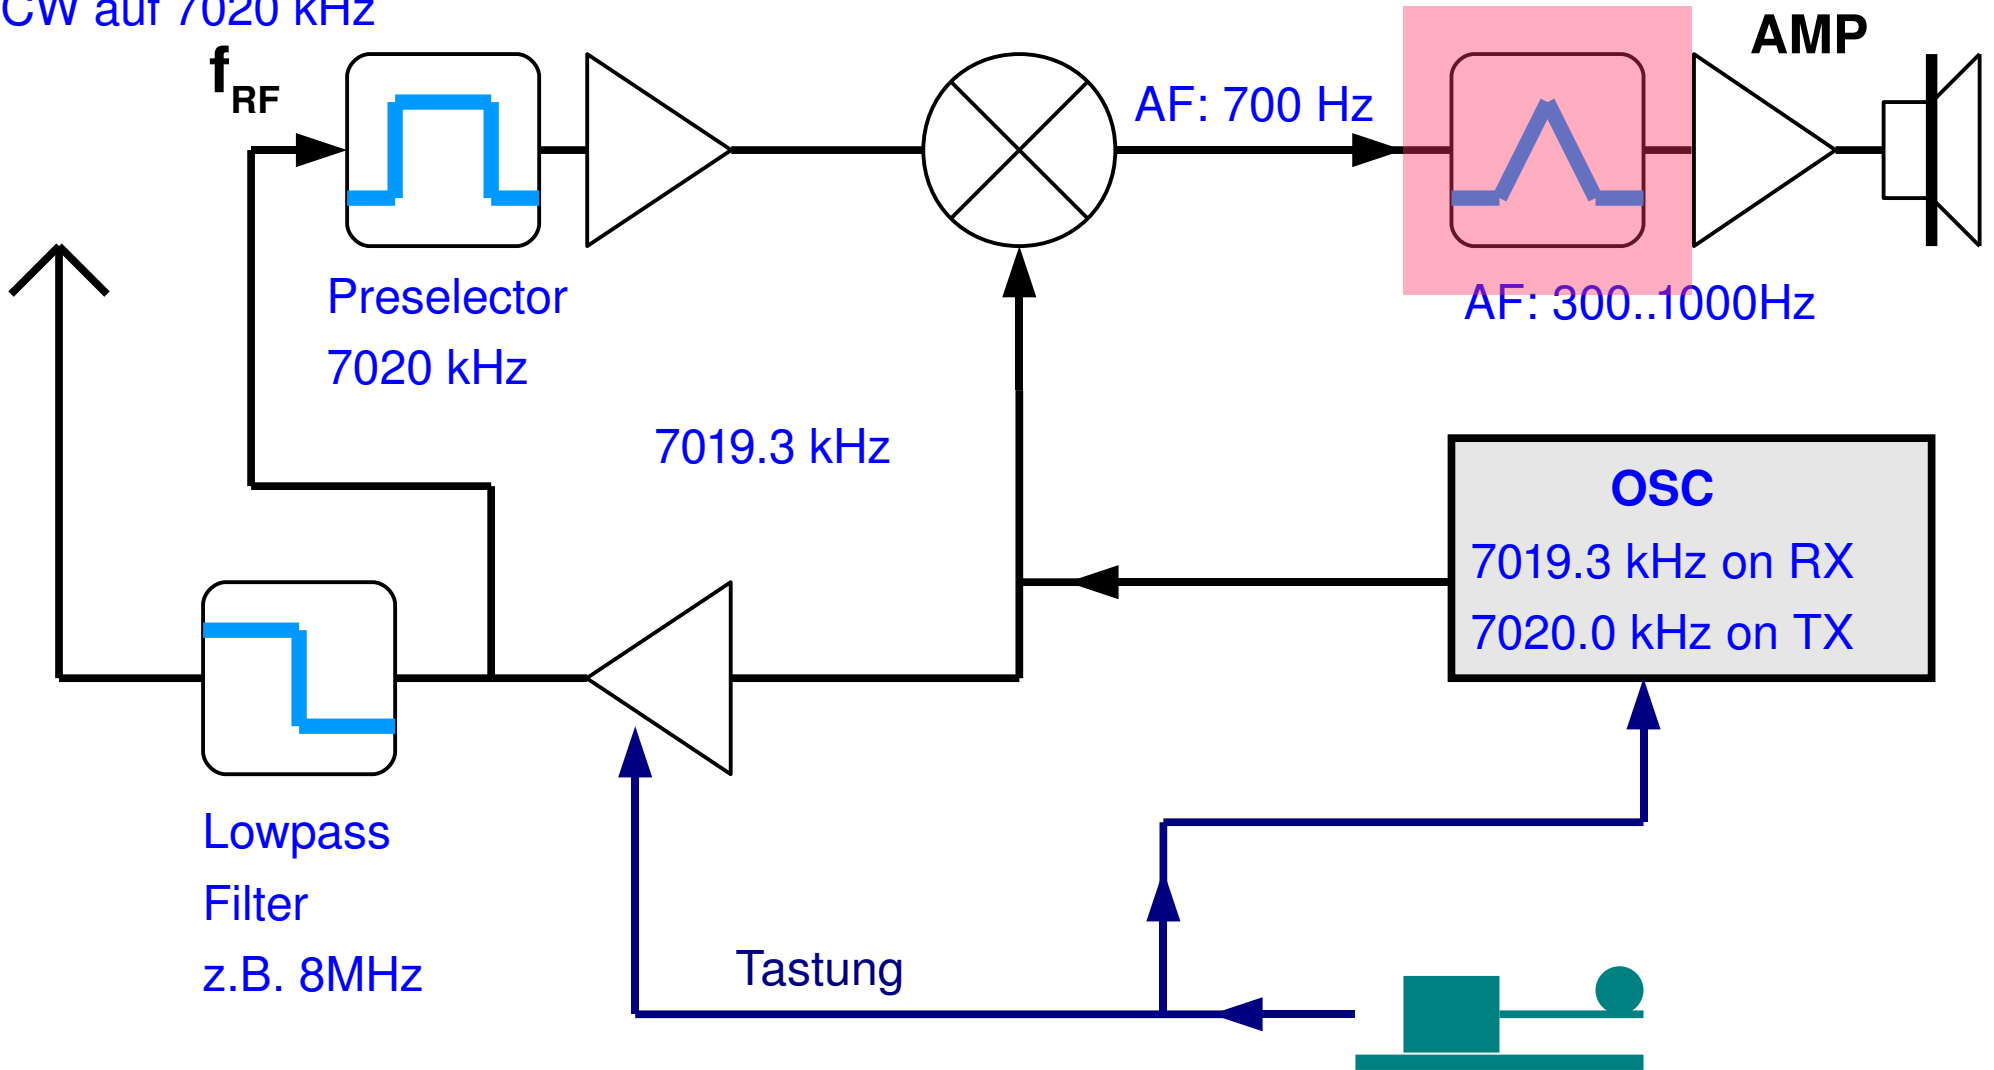 CW auf 7020 kHz
fRF
AMP
AF: 700 Hz
Preselector
7020 kHz
AF: 300..1000Hz
7019.3 kHz
OSC
7019.3 kHz on RX
7020.0 kHz on TX
Lowpass
Filter
z.B. 8MHz
Tastung